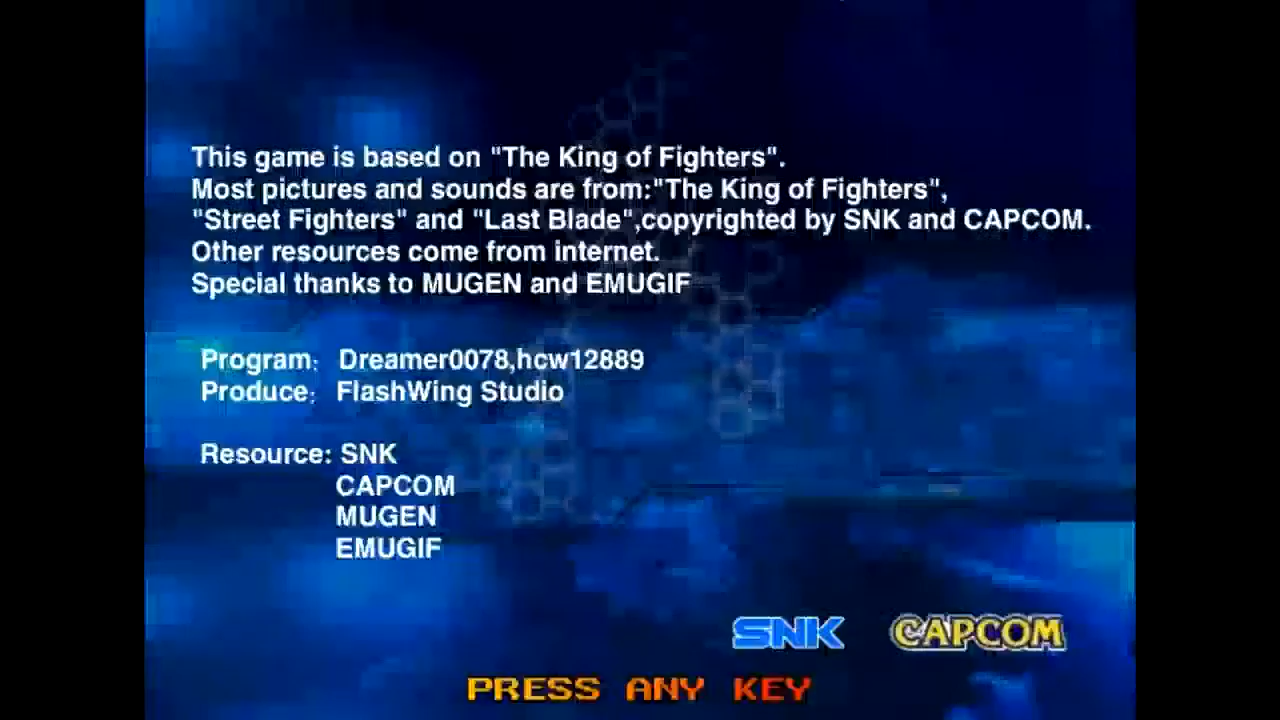 This game is based on "The King of Fighters".
Most pictures and sounds are from:"The King of Fighters",
"Street Fighters" and "Last Blade",copyrighted by SNK and CAPCOM.
Other resources come from internet.
Special thanks to MUGEN and EMUGIF
Program: Dreamer0078,hcw12889
Produce: FlashWing Studio
Resource: SNK
CAPCOM
MUGEN
EMUGIF
SNK CAPCOM
PRESS ANY KEY